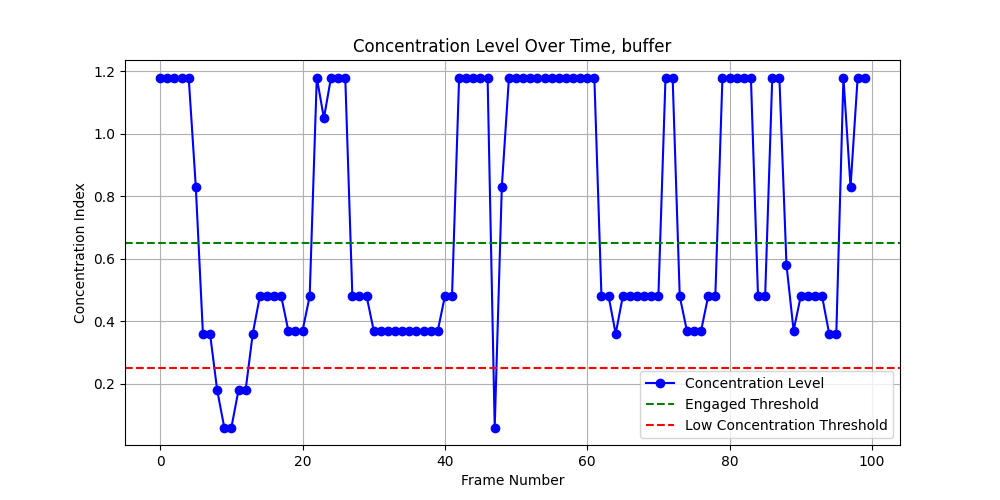 Concentration Level Over Time, buffer
Concentration Index
1.2
1.0
0.8
0.6
0.4
0.2
0
20
40
60
80
100
Frame Number
Concentration Level
Engaged Threshold
Low Concentration Threshold